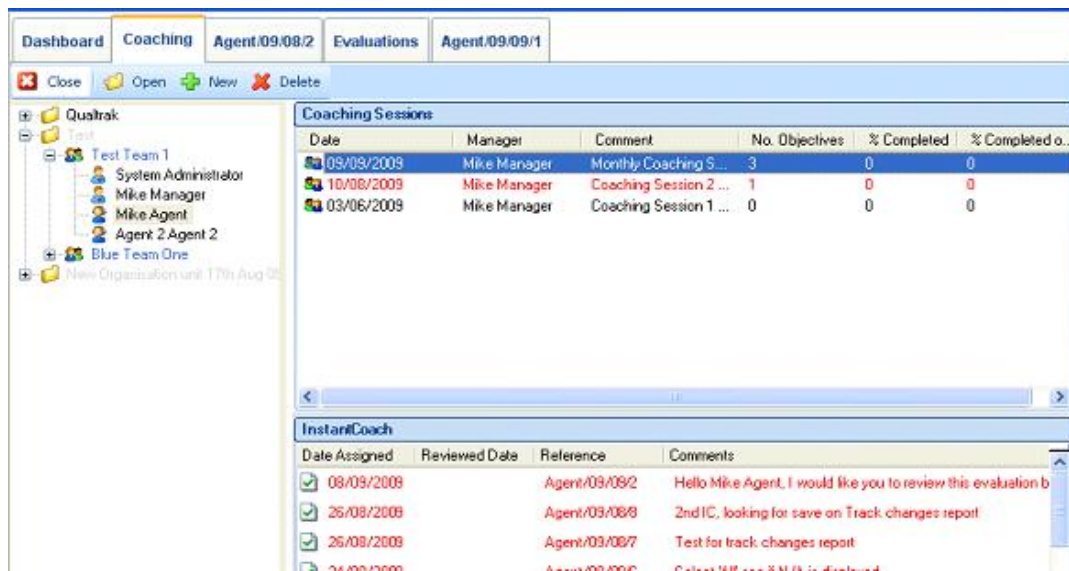 Dashboard Coaching Agent/09/08/2 Evaluations Agent/09/09/1
Close Open New Delete
Qualtrak
Test
Test Team 1
System Administrator
Mike Manager
Mike Agent
Agent 2 Agent 2
Blue Team One
New Organisation unit 17th Aug
Coaching Sessions
Date Manager Comment No. Objectives % Completed % Completed o...
09/09/2009 Mike Manager Monthly Coaching S... 3 0 0
10/08/2009 Mike Manager Coaching Session 2 ... 1 0 0
03/06/2009 Mike Manager Coaching Session 1 ... 0 0 0
InstantCoach
Date Assigned Reviewed Date Reference Comments
08/09/2009 Agent/09/09/2 Hello Mike Agent, I would like you to review this evaluation b
26/08/2009 Agent/09/08/8 2nd IC, looking for save on Track changes report
26/08/2009 Agent/09/08/7 Test for track changes report